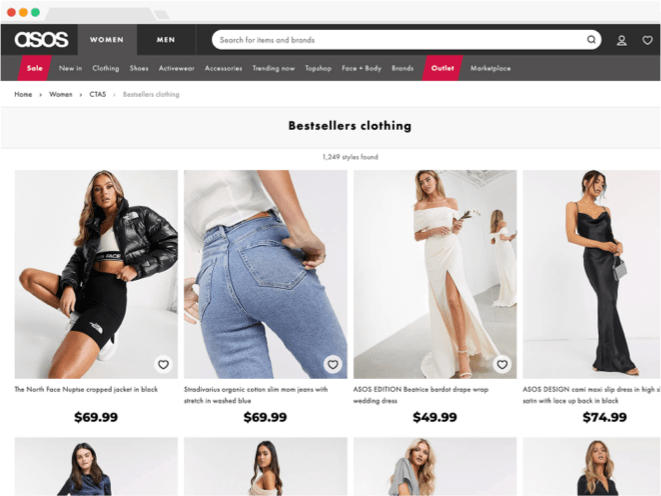 asos
WOMEN
MEN
Search for items and brands
Sale
New in
Clothing
Shoes
Activewear
Accessories
Trending now
Topshop
Face + Body
Brands
Outlet
Marketplace
Home › Women › CTAS › Bestsellers clothing
Bestsellers clothing
1,249 styles found
The North Face Nuptse cropped jacket in black
$69.99
Stradivarius organic cotton slim mom jeans with
stretch in washed blue
$69.99
ASOS EDITION Beatrice bardot drape wrap
wedding dress
$49.99
ASOS DESIGN cami maxi slip dress in high s
satin with lace up back in black
$74.99